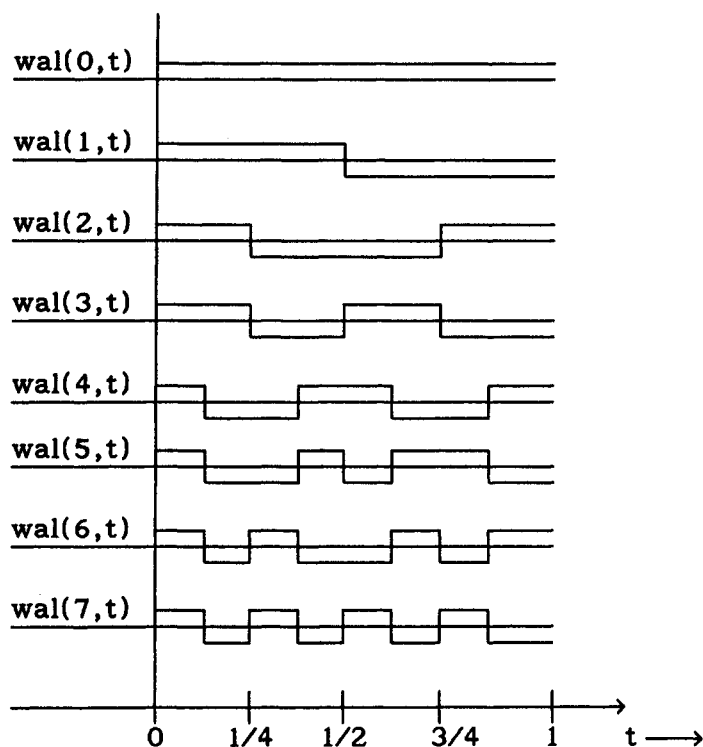 wal(0,t)
wal(1,t)
wal(2,t)
wal(3,t)
wal(4,t)
wal(5,t)
wal(6,t)
wal(7,t)
0 1/4 1/2 3/4 1 t